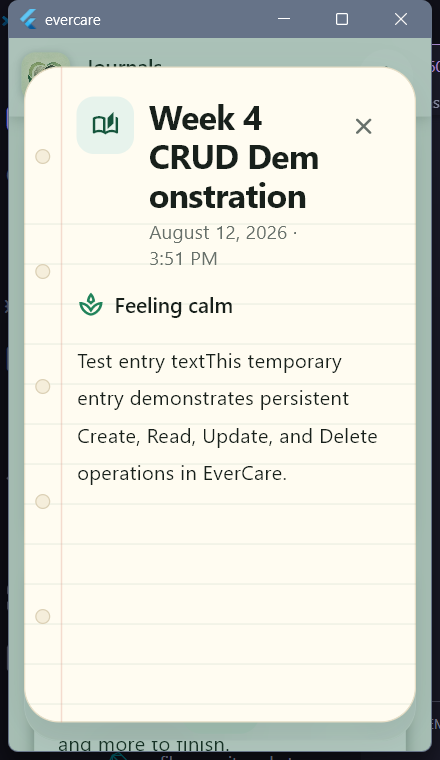 evercare
Journals
Week 4
CRUD Dem
onstration
August 12, 2026 ·
3:51 PM
Feeling calm
Test entry textThis temporary
entry demonstrates persistent
Create, Read, Update, and Delete
operations in EverCare.
and more to finish.